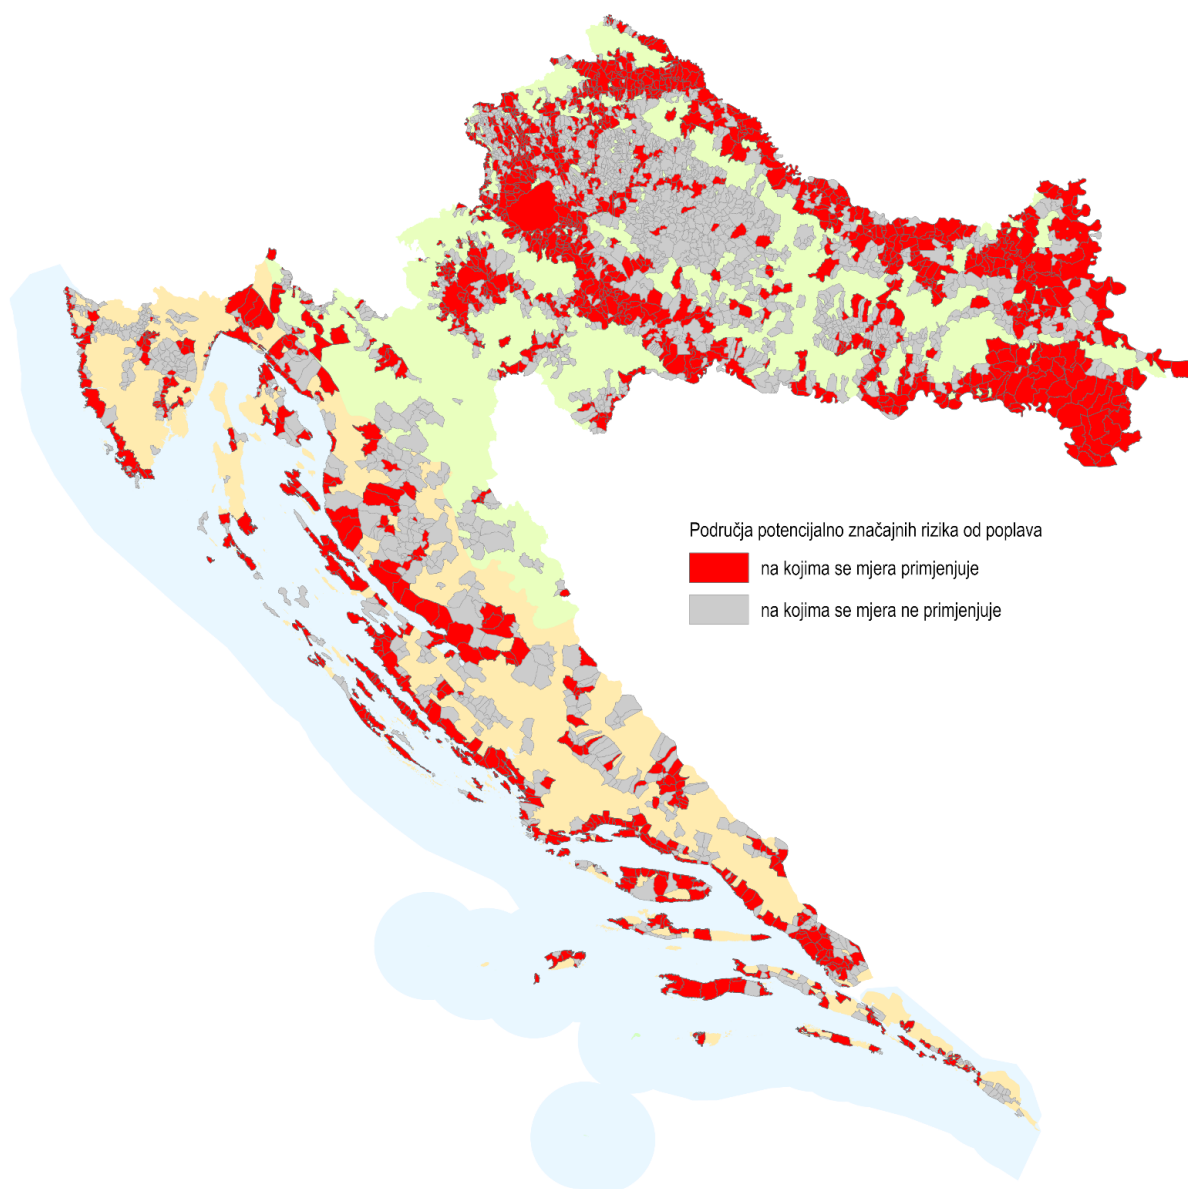 Područja potencijalno značajnih rizika od poplava
na kojima se mjera primjenjuje
na kojima se mjera ne primjenjuje